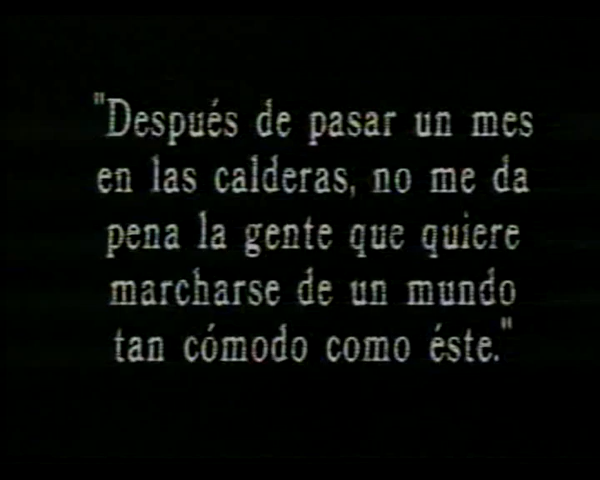 "Después de pasar un mes
en las calderas, no me da
pena la gente que quiere
marcharse de un mundo
tan cómodo como éste."